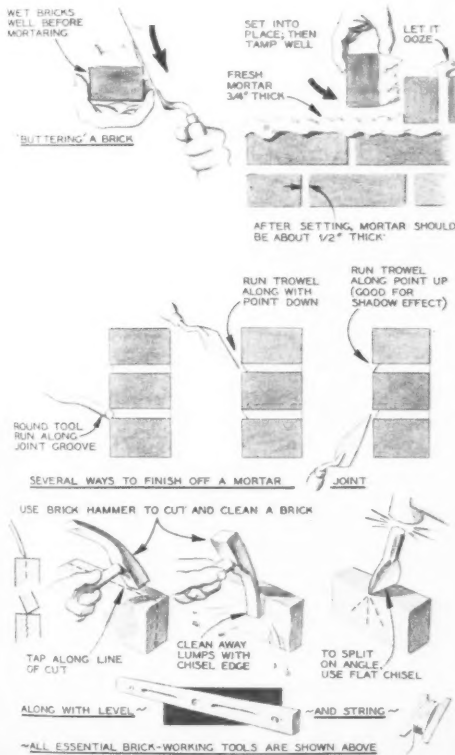 WET BRICKS
WELL BEFORE
MORTARING
"BUTTERING" A BRICK
SET INTO
PLACE; THEN
TAMP WELL
LET IT
OOZE
FRESH
MORTAR
3/4" THICK
AFTER SETTING, MORTAR SHOULD
BE ABOUT 1/2" THICK
RUN TROWEL
ALONG WITH
POINT DOWN
RUN TROWEL
ALONG POINT UP
(GOOD FOR
SHADOW EFFECT)
ROUND TOOL
RUN ALONG
JOINT GROOVE
SEVERAL WAYS TO FINISH OFF A MORTAR JOINT
USE BRICK HAMMER TO CUT AND CLEAN A BRICK
TAP ALONG LINE
OF CUT
CLEAN AWAY
LUMPS WITH
CHISEL EDGE
TO SPLIT
ON ANGLE,
USE FLAT CHISEL
ALONG WITH LEVEL~
~AND STRING~
~ALL ESSENTIAL BRICK-WORKING TOOLS ARE SHOWN ABOVE